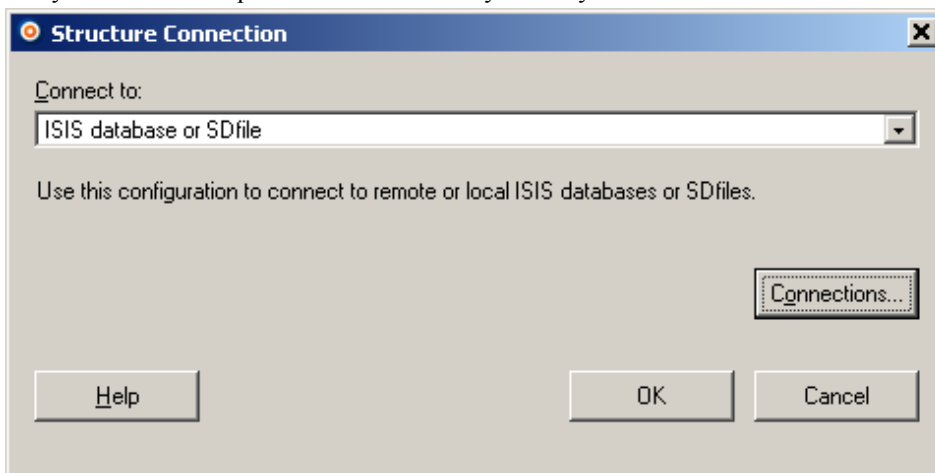 Structure Connection
Connect to:
ISIS database or SDfile
Use this configuration to connect to remote or local ISIS databases or SDfiles.
Connections...
Help
OK
Cancel